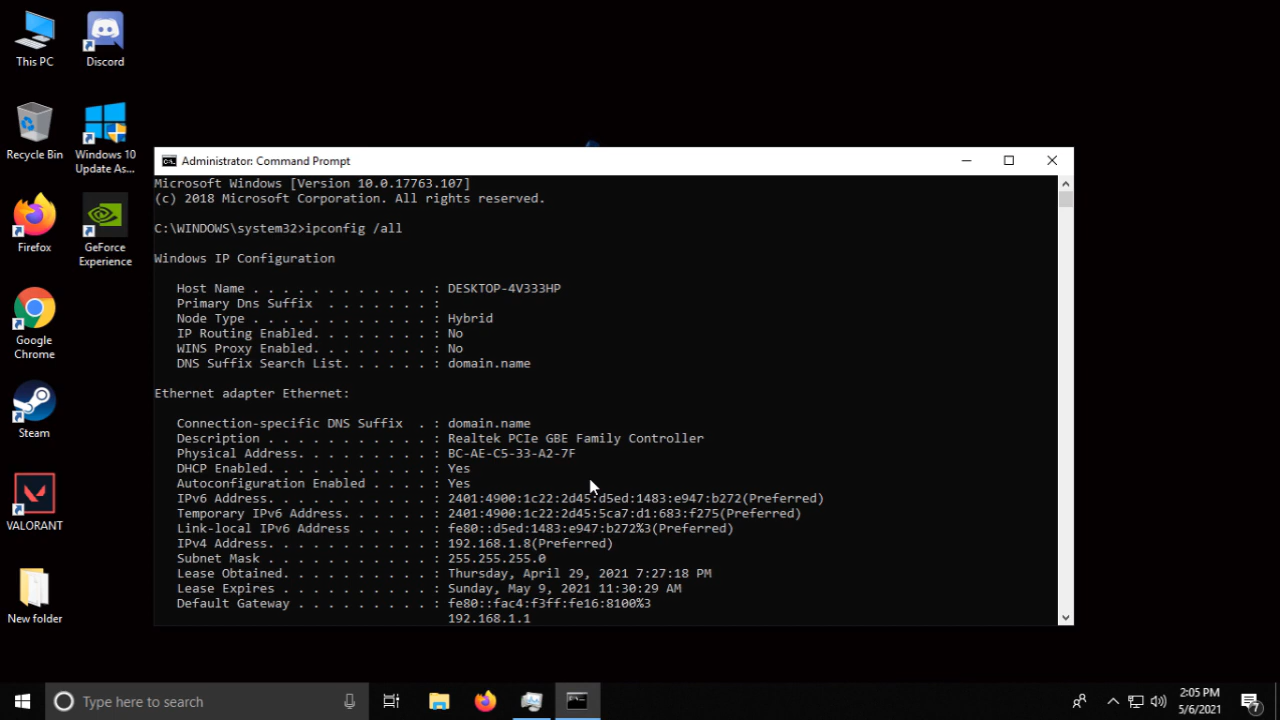 This PC
Discord
Recycle Bin
Windows 10
Update As...
Firefox
GeForce
Experience
Google
Chrome
Steam
VALORANT
New folder
Administrator: Command Prompt
Microsoft Windows [Version 10.0.17763.107]
(c) 2018 Microsoft Corporation. All rights reserved.
C:\WINDOWS\system32>ipconfig /all
Windows IP Configuration
Host Name . . . . . . . . . . . . : DESKTOP-4V333HP
Primary Dns Suffix . . . . . . . :
Node Type . . . . . . . . . . . . : Hybrid
IP Routing Enabled. . . . . . . . : No
WINS Proxy Enabled. . . . . . . . : No
DNS Suffix Search List. . . . . . : domain.name
Ethernet adapter Ethernet:
Connection-specific DNS Suffix . : domain.name
Description . . . . . . . . . . . : Realtek PCIe GBE Family Controller
Physical Address. . . . . . . . . : BC-AE-C5-33-A2-7F
DHCP Enabled. . . . . . . . . . . : Yes
Autoconfiguration Enabled . . . . : Yes
IPv6 Address. . . . . . . . . . . : 2401:4900:1c22:2d45:d5ed:1483:e947:b272(Preferred)
Temporary IPv6 Address. . . . . . : 2401:4900:1c22:2d45:5ca7:d1:683:f275(Preferred)
Link-local IPv6 Address . . . . . : fe80::d5ed:1483:e947:b272%3(Preferred)
IPv4 Address. . . . . . . . . . . : 192.168.1.8(Preferred)
Subnet Mask . . . . . . . . . . . : 255.255.255.0
Lease Obtained. . . . . . . . . . : Thursday, April 29, 2021 7:27:18 PM
Lease Expires . . . . . . . . . . : Sunday, May 9, 2021 11:30:29 AM
Default Gateway . . . . . . . . . : fe80::fac4:f3ff:fe16:8100%3
192.168.1.1
Type here to search
2:05 PM
5/6/2021
7